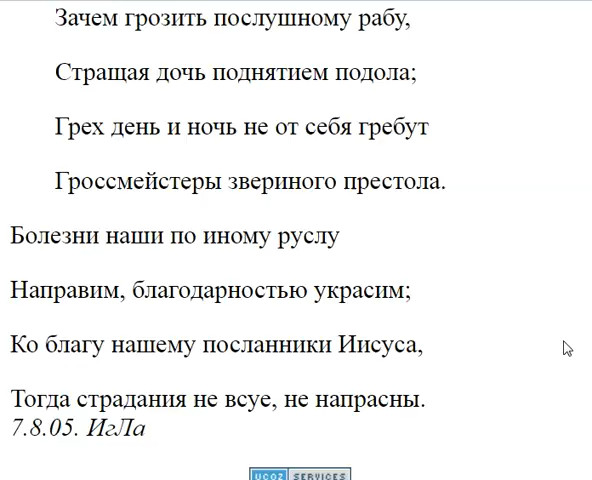 Зачем грозить послушному рабу,
Стращая дочь поднятием подола;
Грех день и ночь не от себя гребут
Гроссмейстеры звериного престола.
Болезни наши по иному руслу
Направим, благодарностью украсим;
Ко благу нашему посланники Иисуса,
Тогда страдания не всуе, не напрасны.
7.8.05. ИгЛа
UCOZ SERVICES